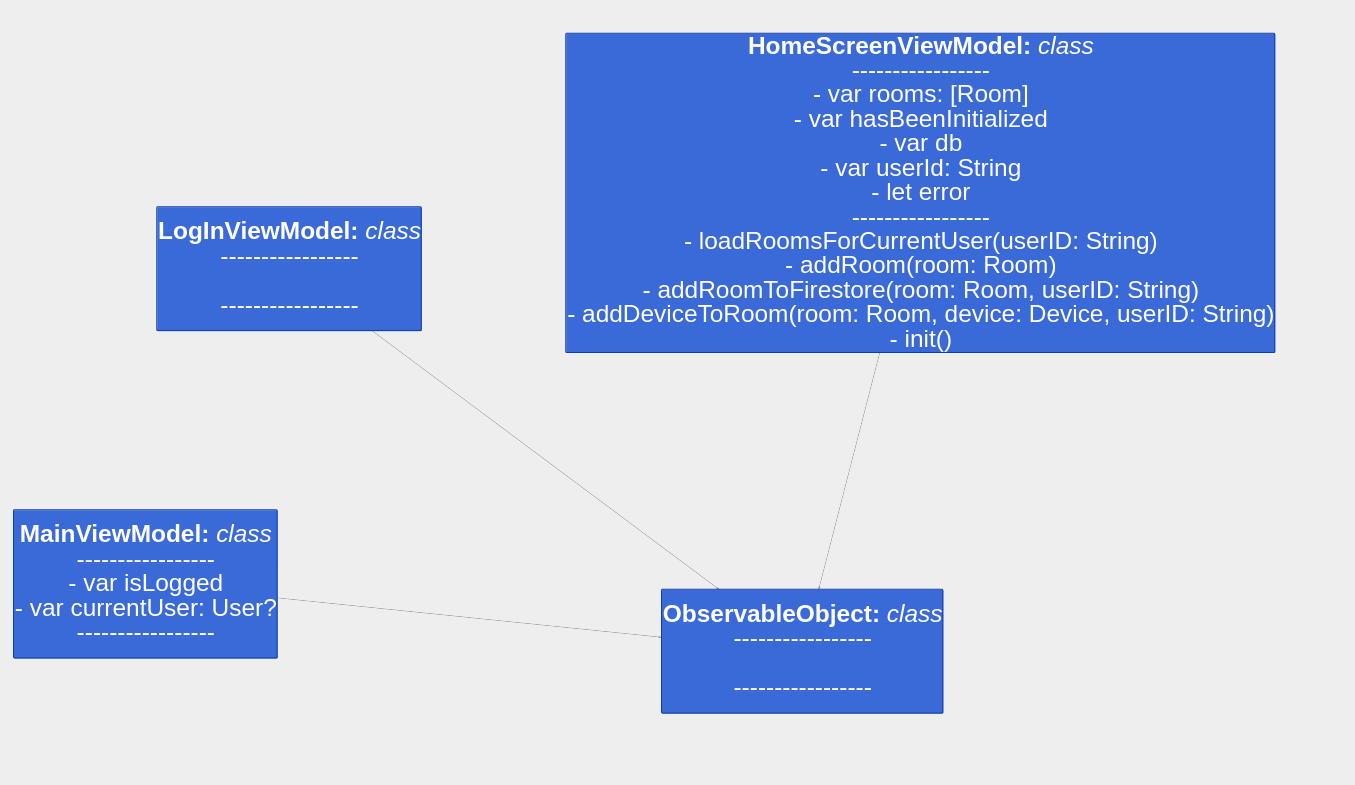 HomeScreenViewModel: class
-----------------
- var rooms: [Room]
- var hasBeenInitialized
- var db
- var userId: String
- let error
-----------------
- loadRoomsForCurrentUser(userID: String)
- addRoom(room: Room)
- addRoomToFirestore(room: Room, userID: String)
- addDeviceToRoom(room: Room, device: Device, userID: String)
- init()
LogInViewModel: class
-----------------
-----------------
MainViewModel: class
-----------------
- var isLogged
- var currentUser: User?
-----------------
ObservableObject: class
-----------------
-----------------